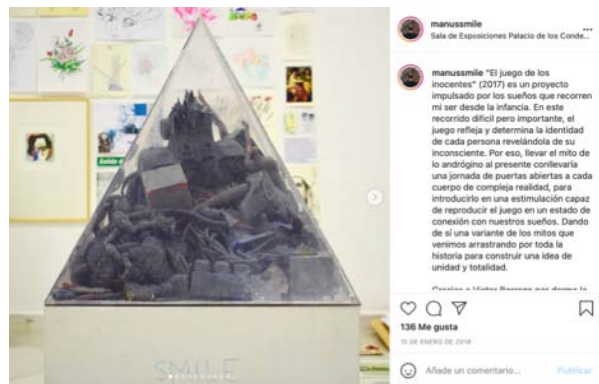 manussmile
Sala de Exposiciones Palacio de los Conde...
manussmile "El juego de los
inocentes" (2017) es un proyecto
impulsado por los sueños que recorren
mi ser desde la infancia. En este
recorrido difícil pero importante, el
juego refleja y determina la identidad
de cada persona revelándola de su
inconsciente. Por eso, llevar el mito de
lo andrógino al presente conllevaría
una jornada de puertas abiertas a cada
cuerpo de compleja realidad, para
introducirlo en una estimulación capaz
de reproducir el juego en un estado de
conexión con nuestros sueños. Dando
de sí una variante de los mitos que
venimos arrastrando por toda la
historia para construir una idea de
unidad y totalidad.
136 Me gusta
15 DE ENERO DE 2018
Añade un comentario...
Publicar
SMILE